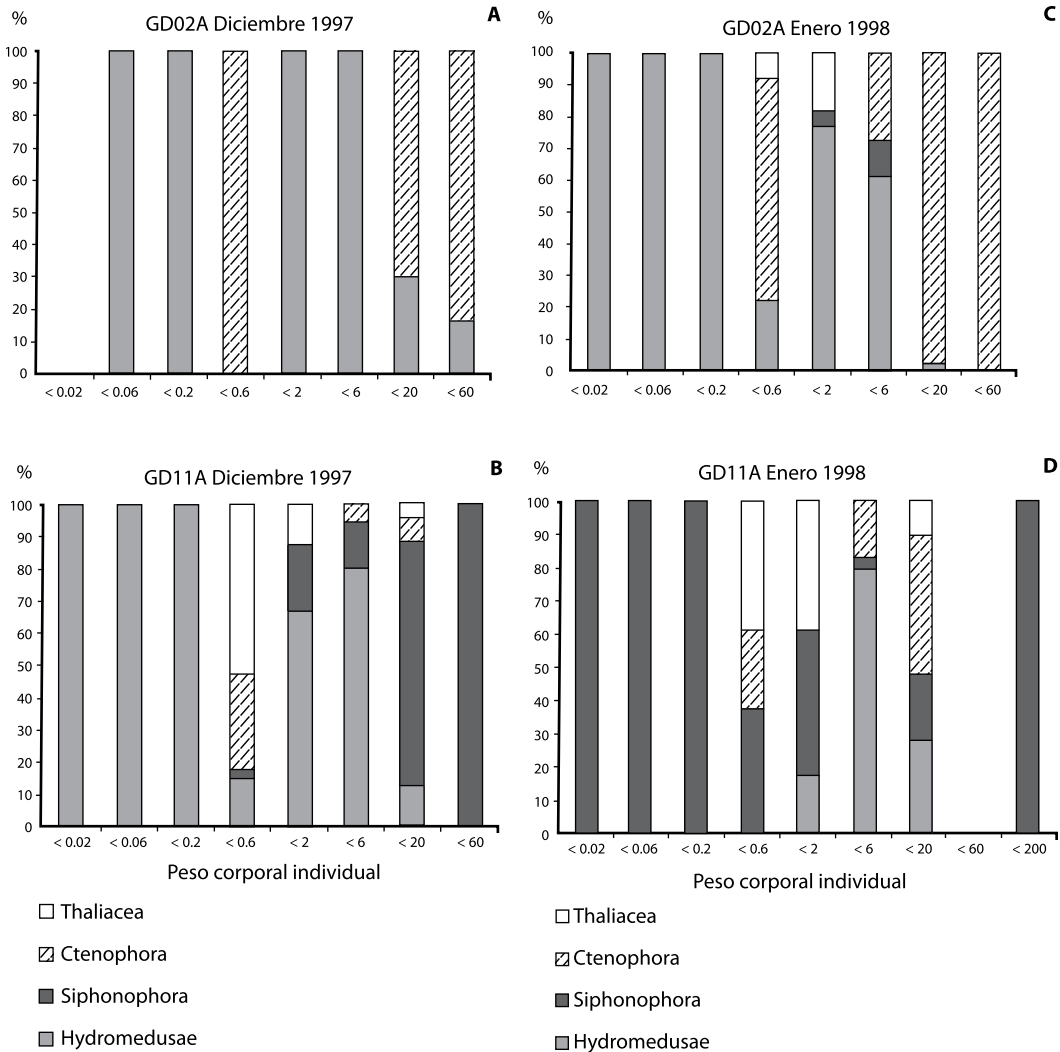 %
GD02A Diciembre 1997
A
100
90
80
70
60
50
40
30
20
10
0
< 0.02 < 0.06 < 0.2 < 0.6 < 2 < 6 < 20 < 60
%
GD02A Enero 1998
C
100
90
80
70
60
50
40
30
20
10
0
< 0.02 < 0.06 < 0.2 < 0.6 < 2 < 6 < 20 < 60
%
GD11A Diciembre 1997
B
100
90
80
70
60
50
40
30
20
10
0
< 0.02 < 0.06 < 0.2 < 0.6 < 2 < 6 < 20 < 60
Peso corporal individual
Thaliacea
Ctenophora
Siphonophora
Hydromedusae
%
GD11A Enero 1998
D
100
90
80
70
60
50
40
30
20
10
0
< 0.02 < 0.06 < 0.2 < 0.6 < 2 < 6 < 20 < 60 < 200
Peso corporal individual
Thaliacea
Ctenophora
Siphonophora
Hydromedusae